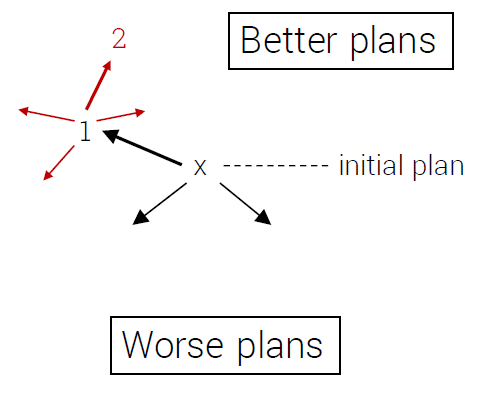 2
Better plans
1
x
initial plan
Worse plans